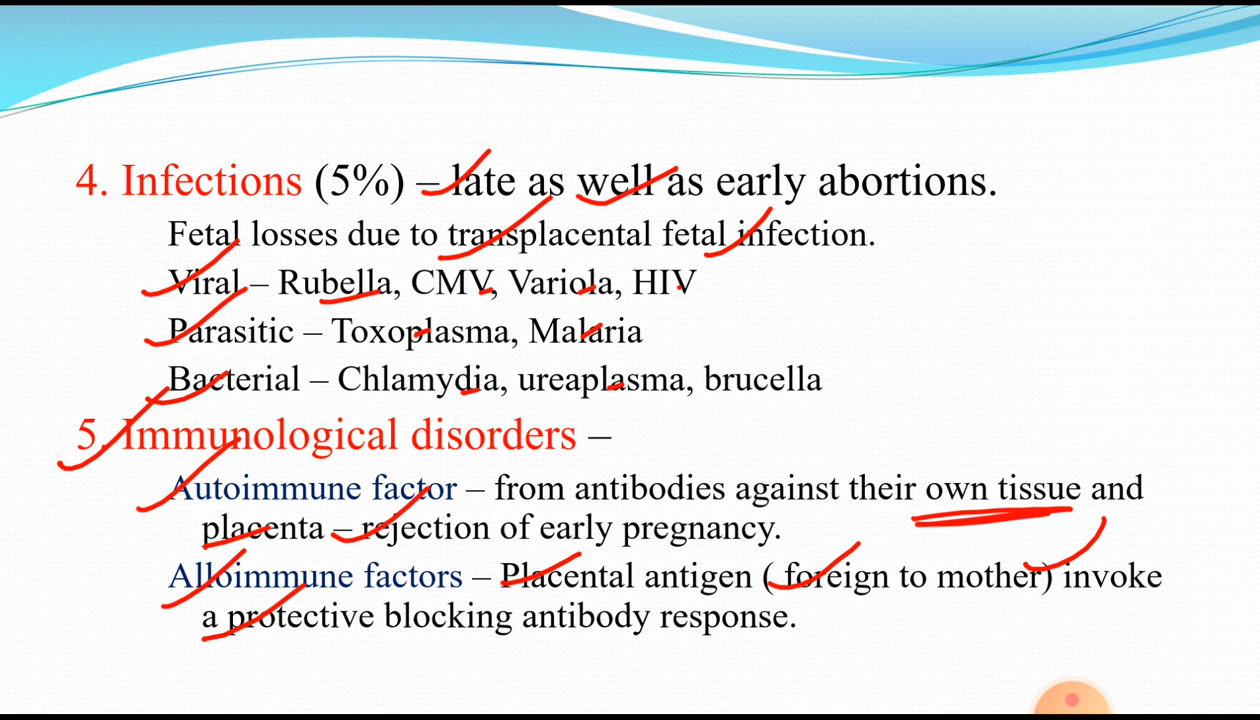 4. Infections (5%) – late as well as early abortions.
Fetal losses due to transplacental fetal infection.
Viral – Rubella, CMV, Variola, HIV
Parasitic – Toxoplasma, Malaria
Bacterial – Chlamydia, ureaplasma, brucella
5. Immunological disorders –
Autoimmune factor – from antibodies against their own tissue and
placenta – rejection of early pregnancy.
Alloimmune factors – Placental antigen ( foreign to mother) invoke
a protective blocking antibody response.